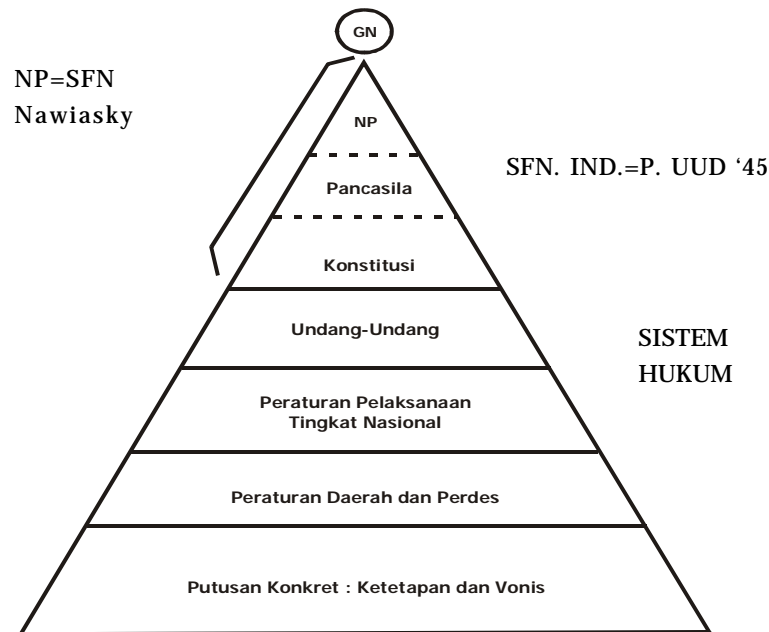 GN
NP=SFN
Nawiasky
NP
SFN. IND.=P. UUD ‘45
Pancasila
Konstitusi
Undang-Undang
SISTEM
HUKUM
Peraturan Pelaksanaan
Tingkat Nasional
Peraturan Daerah dan Perdes
Putusan Konkret : Ketetapan dan Vonis